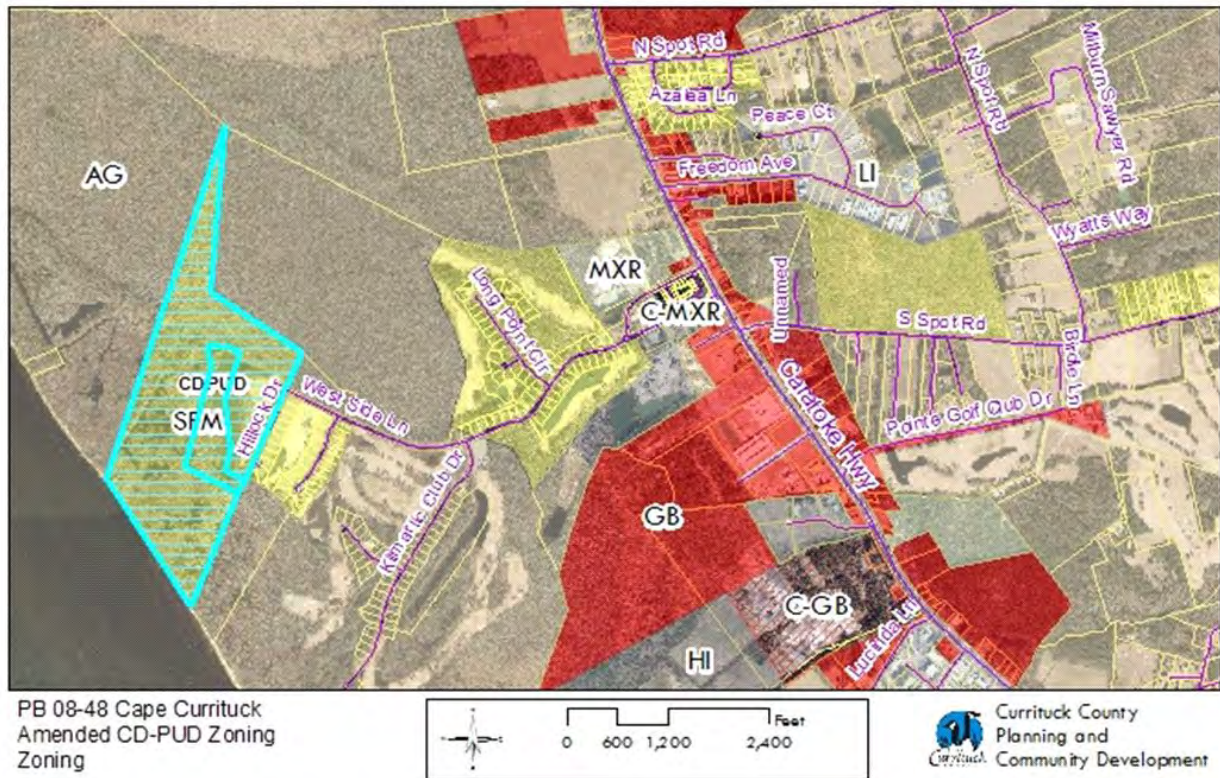 N Spot Rd
Azalea Ln
Peace Ct
Freedom Ave
LI
N Spot Rd
Milburn Sawyer Rd
Wyatts Way
AG
MXR
C-MXR
Long Point Cir
Unnamed
S Spot Rd
Birdie Ln
CDPUD
SFM
Hillock Dr
West Side Ln
Caratoke Hwy
Pointe Golf Club Dr
Kilmarlic Club Dr
GB
C-GB
HI
Lucinda Ln
PB 08-48 Cape Currituck
Amended CD-PUD Zoning
Zoning
Feet
0 600 1,200 2,400
Currituck
Currituck County
Planning and
Community Development